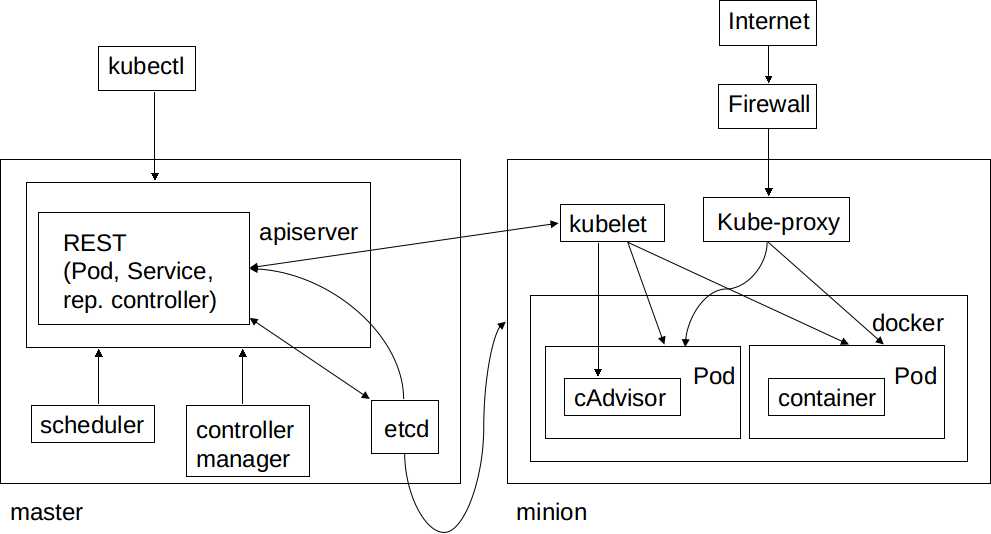 Internet
kubectl
Firewall
apiserver
REST
(Pod, Service,
rep. controller)
kubelet
Kube-proxy
docker
Pod
Pod
cAdvisor
container
scheduler
controller
manager
etcd
master
minion